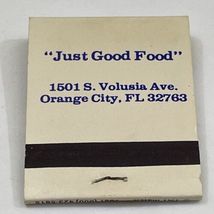 "Just Good Food"
1501 S. Volusia Ave.
Orange City, FL 32763